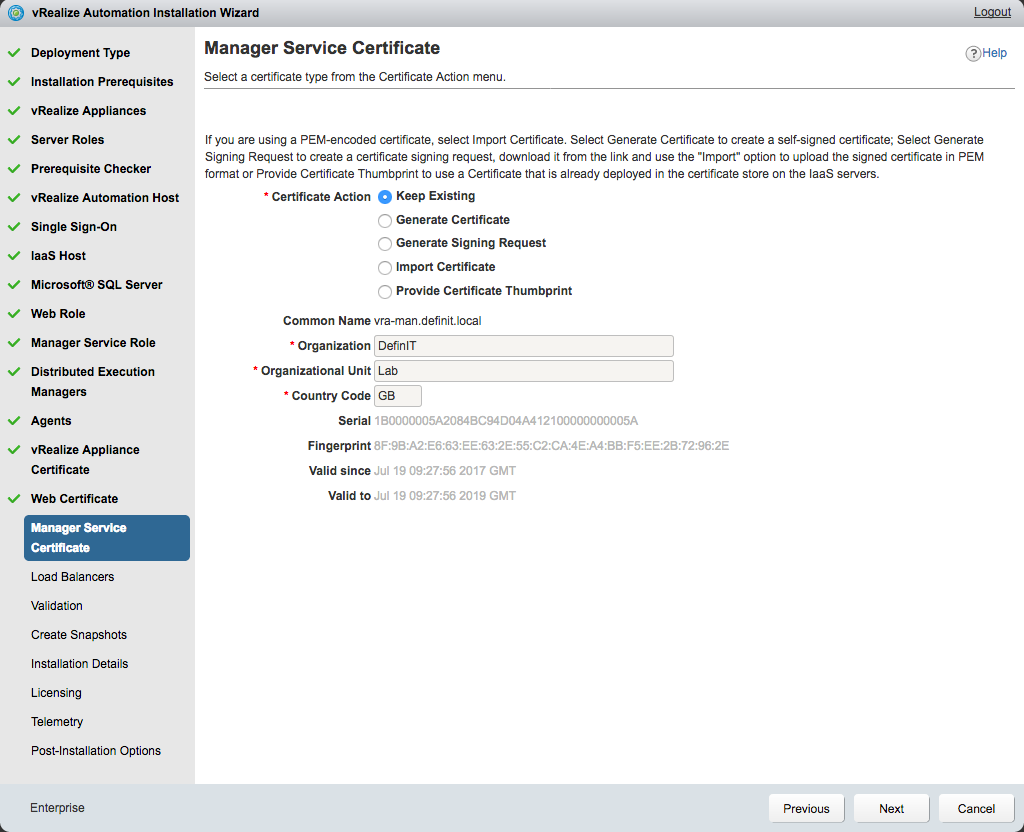 vRealize Automation Installation Wizard
Logout
Deployment Type
Installation Prerequisites
vRealize Appliances
Server Roles
Prerequisite Checker
vRealize Automation Host
Single Sign-On
IaaS Host
Microsoft® SQL Server
Web Role
Manager Service Role
Distributed Execution
Managers
Agents
vRealize Appliance
Certificate
Web Certificate
Manager Service
Certificate
Load Balancers
Validation
Create Snapshots
Installation Details
Licensing
Telemetry
Post-Installation Options
Manager Service Certificate
? Help
Select a certificate type from the Certificate Action menu.
If you are using a PEM-encoded certificate, select Import Certificate. Select Generate Certificate to create a self-signed certificate; Select Generate
Signing Request to create a certificate signing request, download it from the link and use the "Import" option to upload the signed certificate in PEM
format or Provide Certificate Thumbprint to use a Certificate that is already deployed in the certificate store on the IaaS servers.
* Certificate Action Keep Existing
Generate Certificate
Generate Signing Request
Import Certificate
Provide Certificate Thumbprint
Common Name vra-man.definit.local
* Organization DefinIT
* Organizational Unit Lab
* Country Code GB
Serial 1B0000005A2084BC94D04A412100000000005A
Fingerprint 8F:9B:A2:E6:63:EE:63:2E:55:C2:CA:4E:A4:BB:F5:EE:2B:72:96:2E
Valid since Jul 19 09:27:56 2017 GMT
Valid to Jul 19 09:27:56 2019 GMT
Enterprise
Previous
Next
Cancel